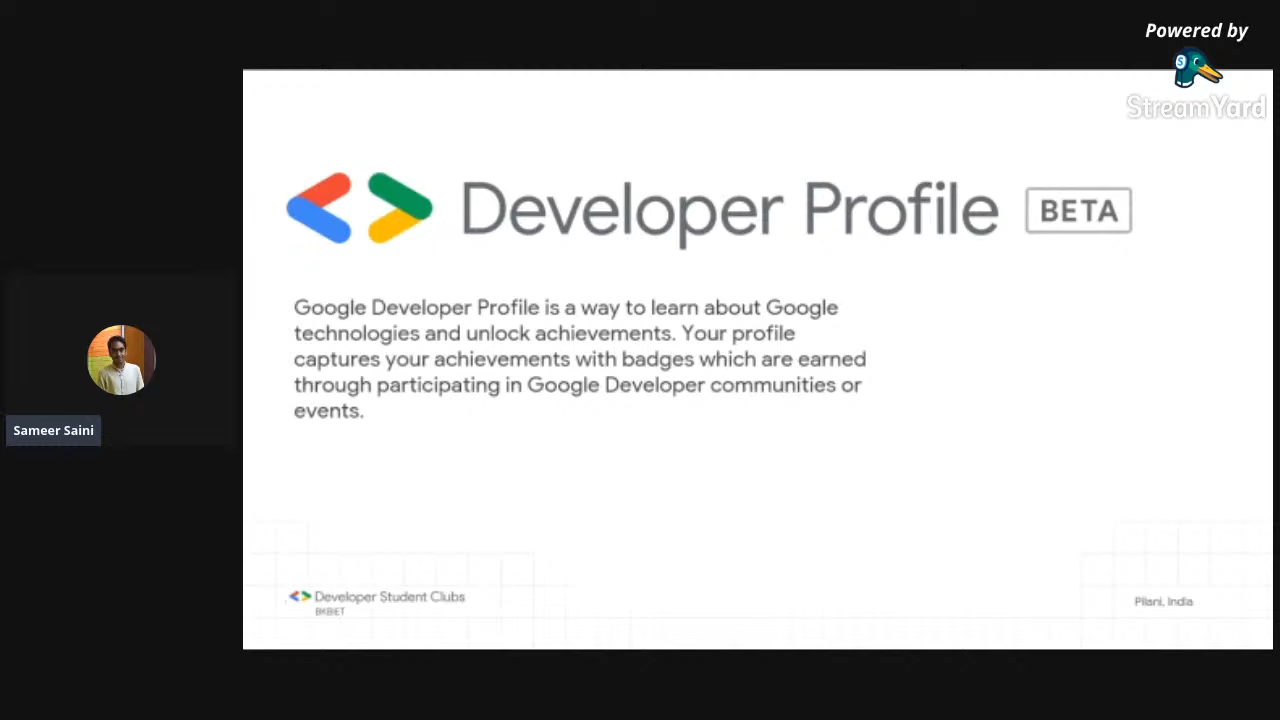 Powered by
StreamYard
Developer Profile BETA
Google Developer Profile is a way to learn about Google
technologies and unlock achievements. Your profile
captures your achievements with badges which are earned
through participating in Google Developer communities or
events.
Sameer Saini
Developer Student Clubs
BKBIET
Pilani, India